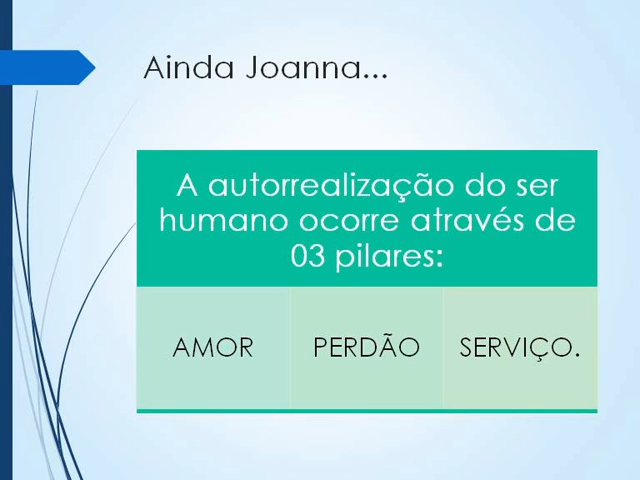 Ainda Joanna...
A autorrealização do ser
humano ocorre através de
03 pilares:
AMOR PERDÃO SERVIÇO.